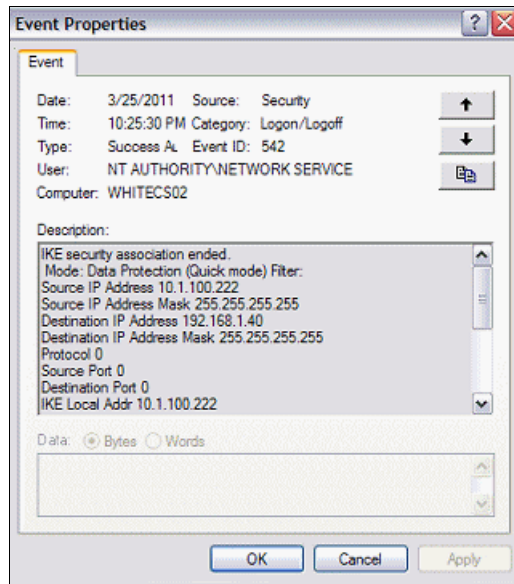 Event Properties
Event
Date: 3/25/2011 Source: Security
Time: 10:25:30 PM Category: Logon/Logoff
Type: Success Au Event ID: 542
User: NT AUTHORITY\NETWORK SERVICE
Computer: WHITECS02
Description:
IKE security association ended.
Mode: Data Protection (Quick mode) Filter:
Source IP Address 10.1.100.222
Source IP Address Mask 255.255.255.255
Destination IP Address 192.168.1.40
Destination IP Address Mask 255.255.255.255
Protocol 0
Source Port 0
Destination Port 0
IKE Local Addr 10.1.100.222
Data: Bytes Words
OK Cancel Apply